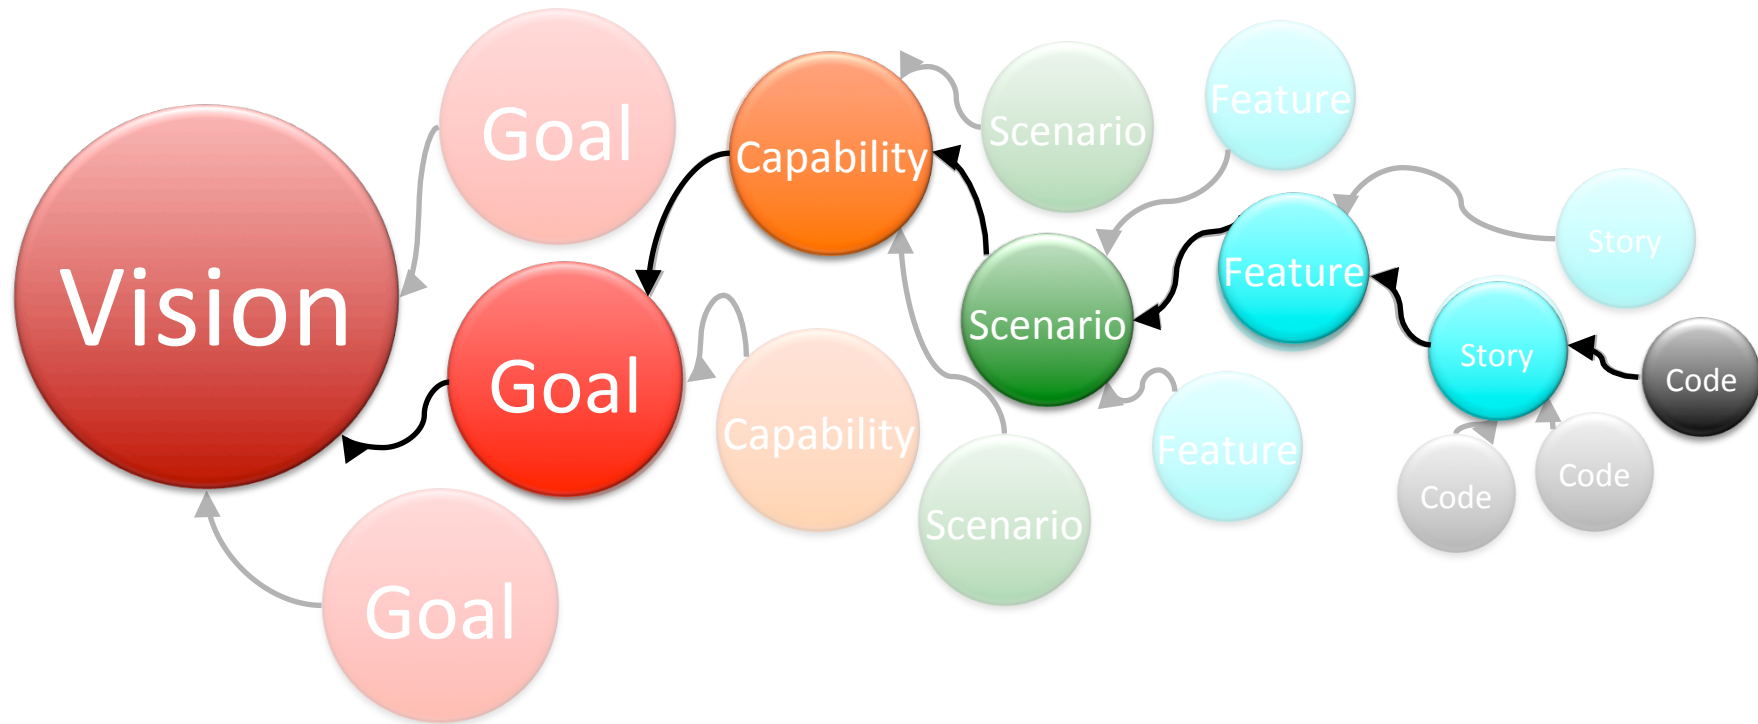 Vision
Goal
Goal
Goal
Capability
Capability
Scenario
Scenario
Scenario
Feature
Feature
Feature
Story
Story
Code
Code
Code